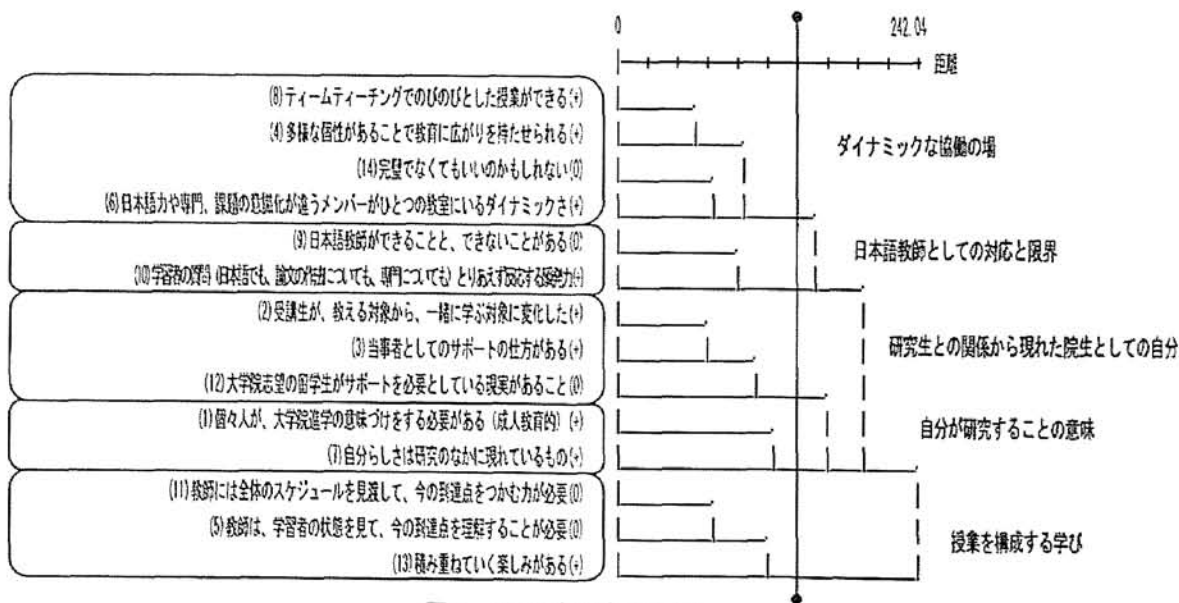 0
242.04
距離
(8)ティームティーチングでのびのびとした授業ができる(+)
(4)多様な個性があることで教育に広がりを持たせられる(+)
(14)完璧でなくてもいいのかもしれない(0)
(6)日本語力や専門、課題の意識化が違うメンバーがひとつの教室にいるダイナミックさ(+)
ダイナミックな協働の場
(9)日本語教師ができることと、できないことがある(0)
(10)学習者の質問(日本語でも、論文の作法についても、専門についても)とりあえず反応する
日本語教師としての対応と限界
(2)受講生が、教える対象から、一緒に学ぶ対象に変化した(+)
(3)当事者としてのサポートの仕方がある(+)
(12)大学院志望の留学生がサポートを必要としている現実があること(0)
研究生との関係から現れた院生としての自分
(1)個々人が、大学院進学の意味づけをする必要がある(成人教育的)(+)
(7)自分らしさは研究のなかに現れているもの(+)
自分が研究することの意味
(11)教師には全体のスケジュールを見渡して、今の到達点をつかむ力が必要(0)
(5)教師は、学習者の状態を見て、今の到達点を理解することが必要(0)
(13)積み重ねていく楽しみがある(+)
授業を構成する学び